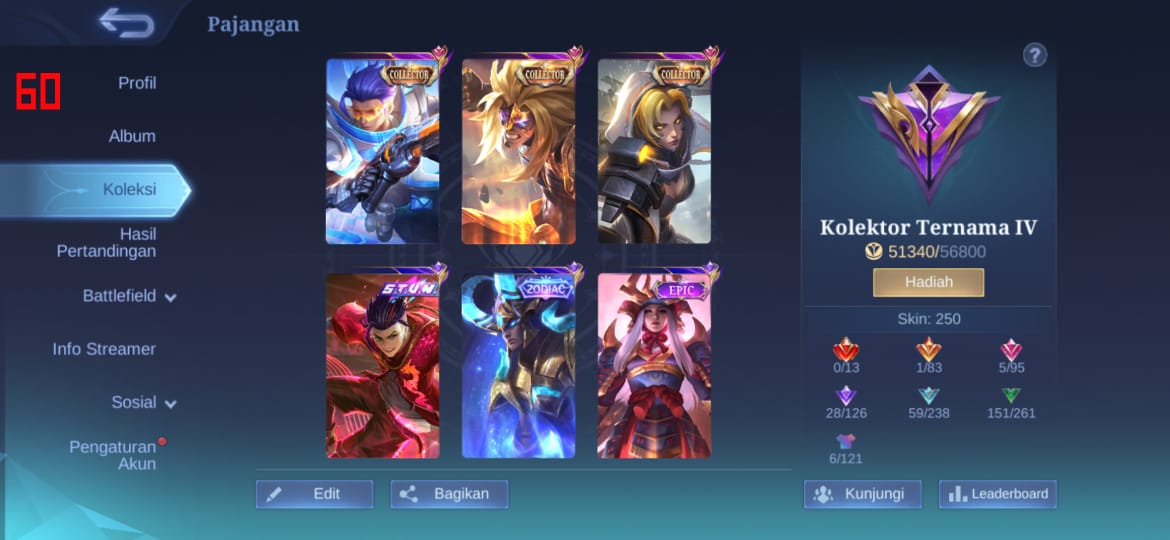 Pajangan
60
Profil
Album
Koleksi
Hasil
Pertandingan
Battlefield
Info Streamer
Sosial
Pengaturan
Akun
COLLECTOR
COLLECTOR
COLLECTOR
S.T.U.N.
ZODIAC
EPIC
Edit
Bagikan
?
Kolektor Ternama IV
51340/56800
Hadiah
Skin: 250
0/13
1/83
5/95
28/126
59/238
151/261
6/121
Kunjungi
Leaderboard